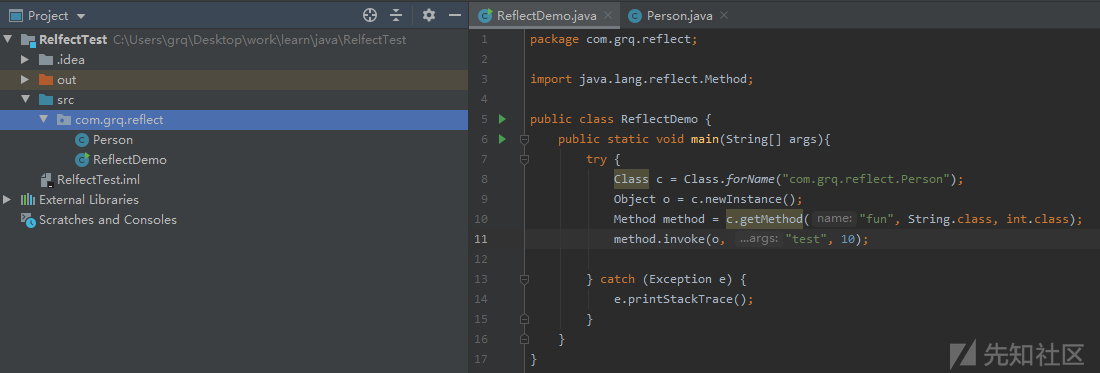 Project
RelfectTest C:\Users\grq\Desktop\work\learn\java\RelfectTest
.idea
out
src
com.grq.reflect
Person
ReflectDemo
RelfectTest.iml
External Libraries
Scratches and Consoles
ReflectDemo.java
Person.java
1 package com.grq.reflect;
2
3 import java.lang.reflect.Method;
4
5 public class ReflectDemo {
6 public static void main(String[] args){
7 try {
8 Class c = Class.forName("com.grq.reflect.Person");
9 Object o = c.newInstance();
10 Method method = c.getMethod( name: "fun", String.class, int.class);
11 method.invoke(o, ...args: "test", 10);
12
13 } catch (Exception e) {
14 e.printStackTrace();
15 }
16 }
17 }
先知社区